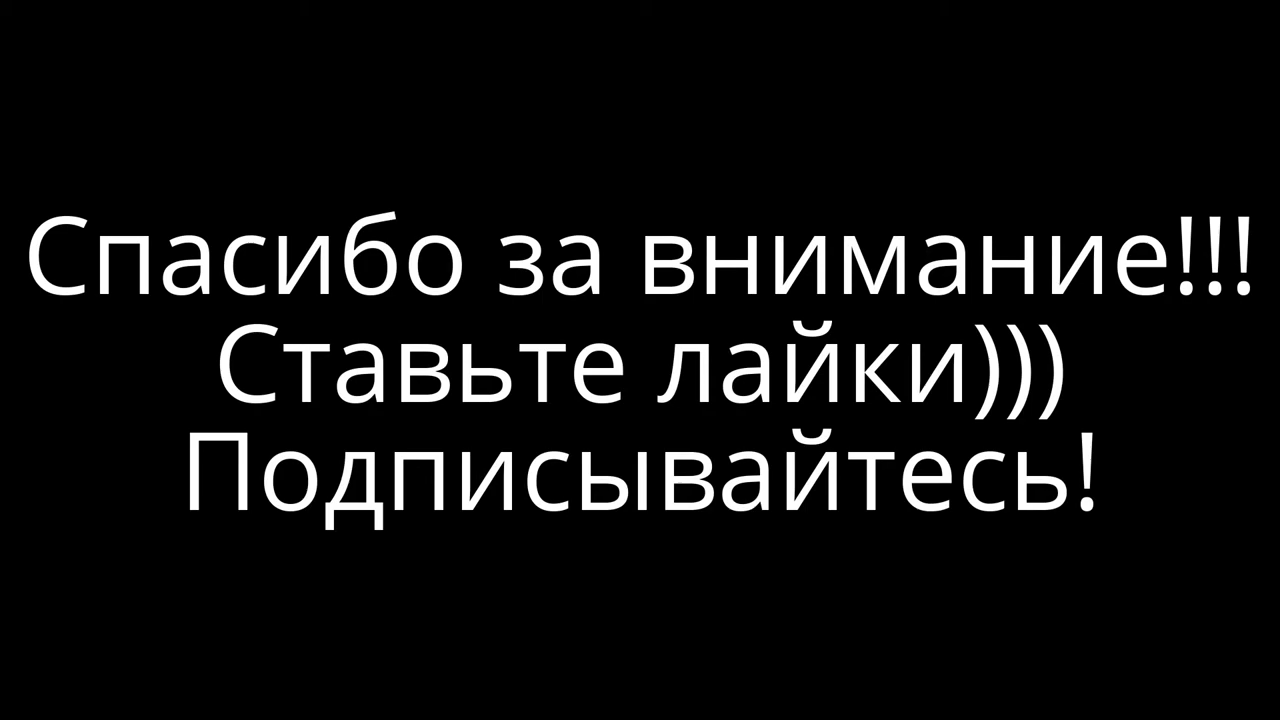 Спасибо за внимание!!!
Ставьте лайки)))
Подписывайтесь!